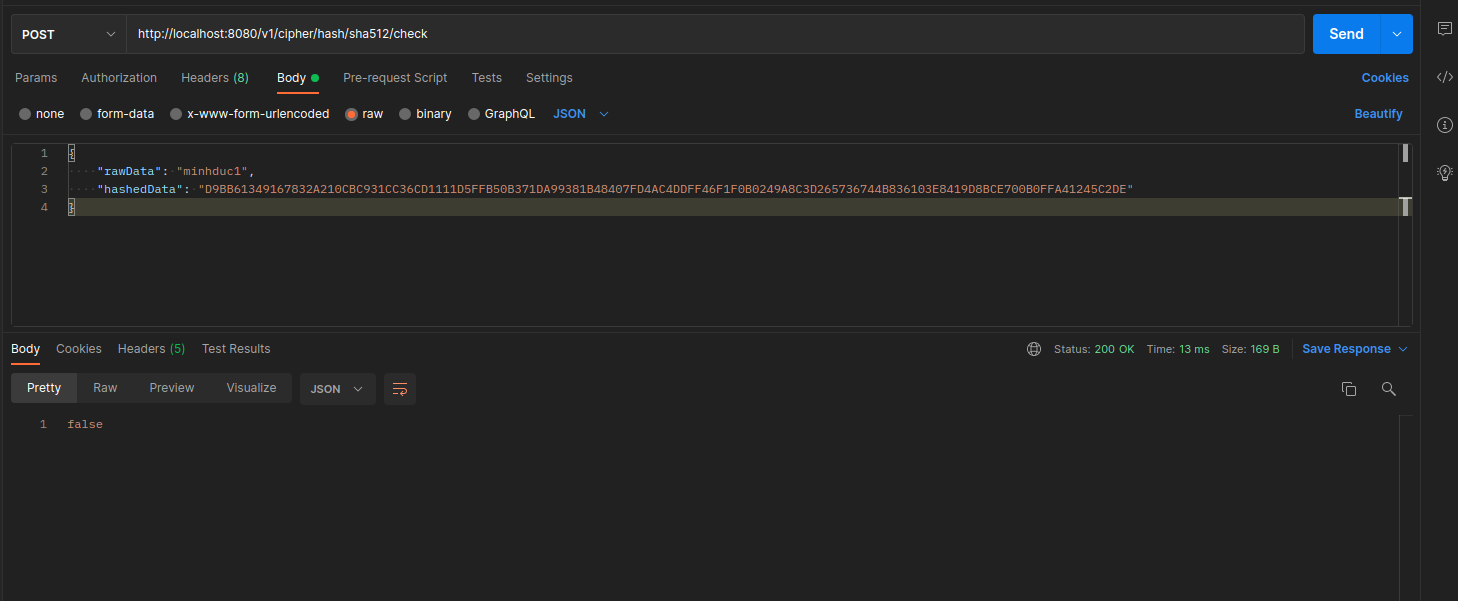 POST http://localhost:8080/v1/cipher/hash/sha512/check Send
Params Authorization Headers (8) Body Pre-request Script Tests Settings Cookies
none form-data x-www-form-urlencoded raw binary GraphQL JSON Beautify
1 {
2 "rawData": "minhduc1",
3 "hashedData": "D9BB61349167832A210CBC931CC36CD1111D5FFB50B371DA99381B48407FD4AC4DDFF46F1F0B0249A8C3D265736744B836103E8419D8BCE700B0FFA41245C2DE"
4 }
Body Cookies Headers (5) Test Results Status: 200 OK Time: 13 ms Size: 169 B Save Response
Pretty Raw Preview Visualize JSON
1 false